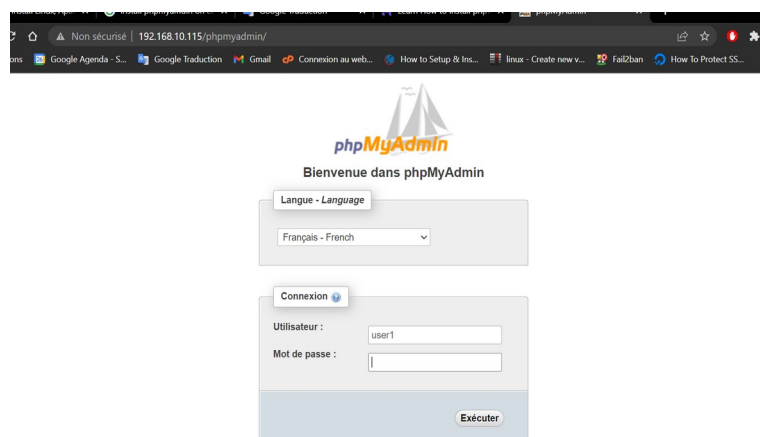 Non sécurisé | 192.168.10.115/phpmyadmin/
ons Google Agenda - S... Google Traduction Gmail Connexion au web... How to Setup & Ins... linux - Create new v... Fail2ban How To Protect SS...
phpMyAdmin
Bienvenue dans phpMyAdmin
Langue - Language
Français - French
Connexion
Utilisateur :
user1
Mot de passe :
Exécuter